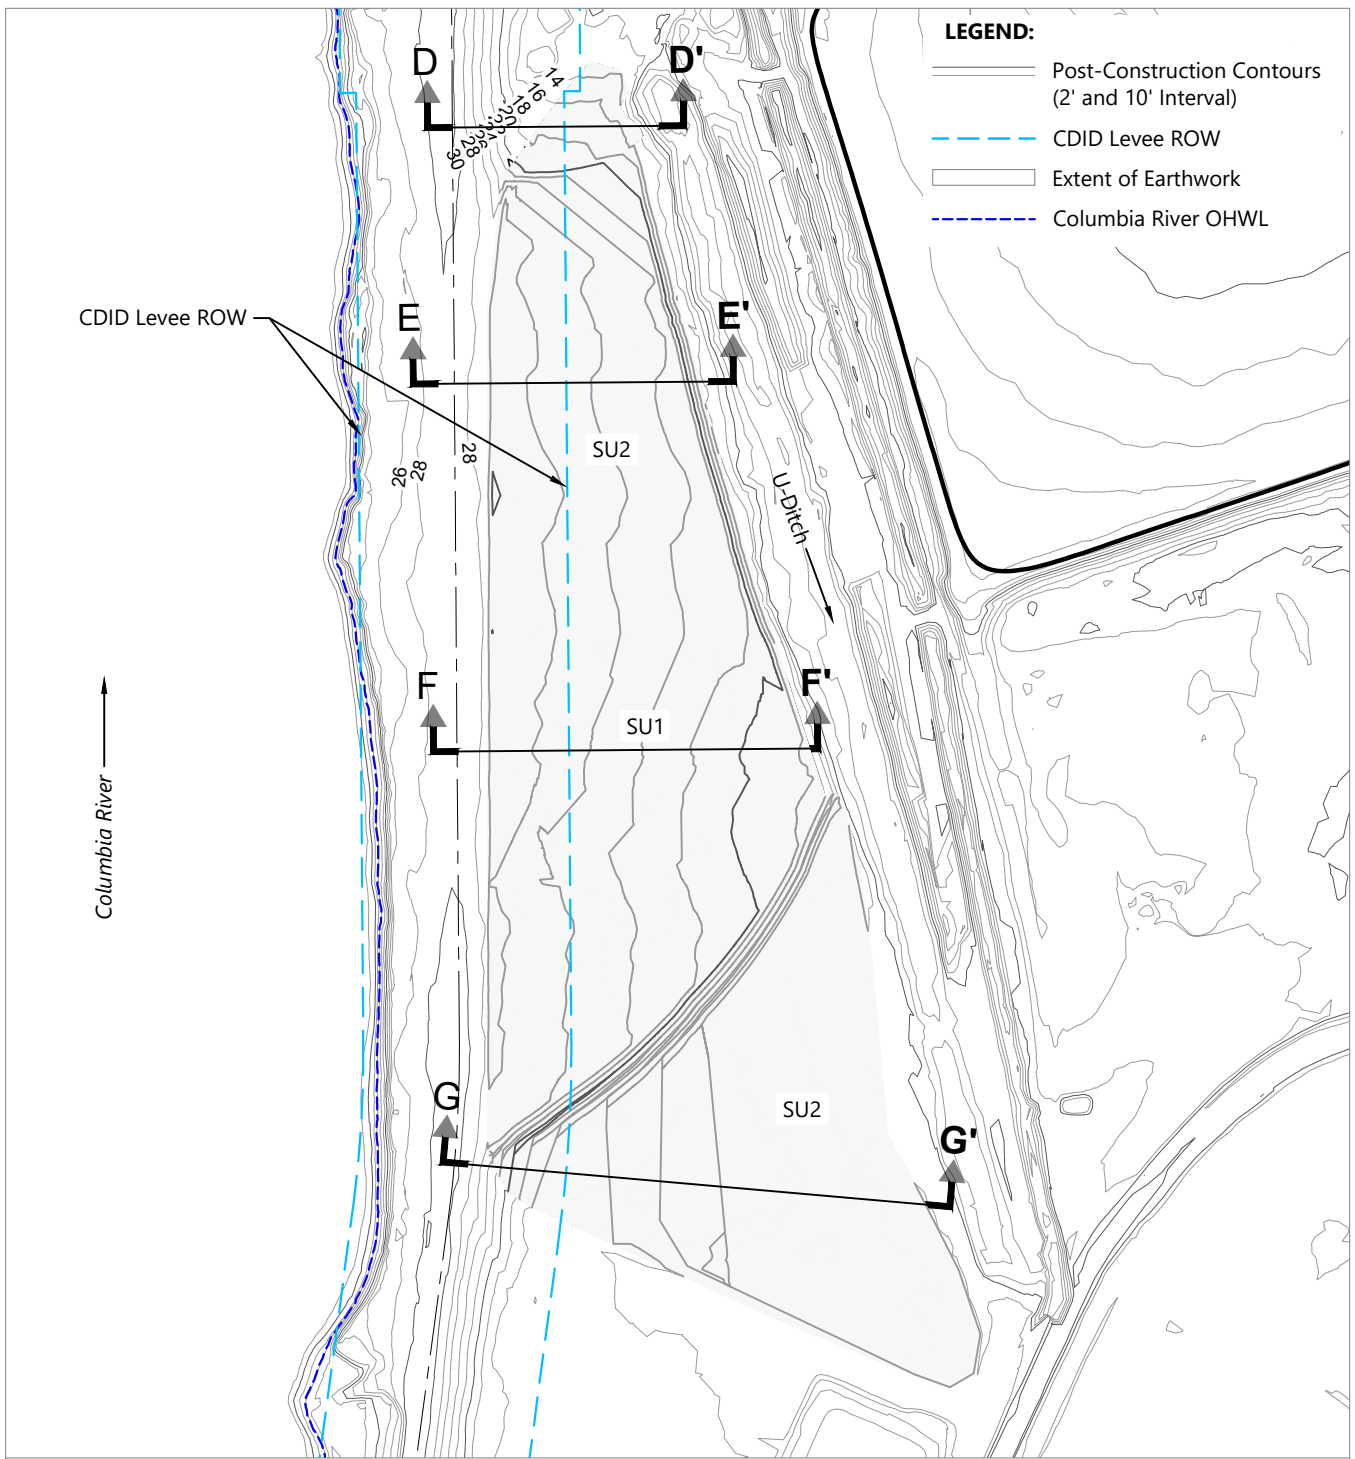 LEGEND:
Post-Construction Contours
(2' and 10' Interval)
CDID Levee ROW
Extent of Earthwork
Columbia River OHWL
D
D'
14
16
18
20
28
30
E
E'
CDID Levee ROW
SU2
28
26
28
U-Ditch
F
F'
SU1
Columbia River
G
G'
SU2